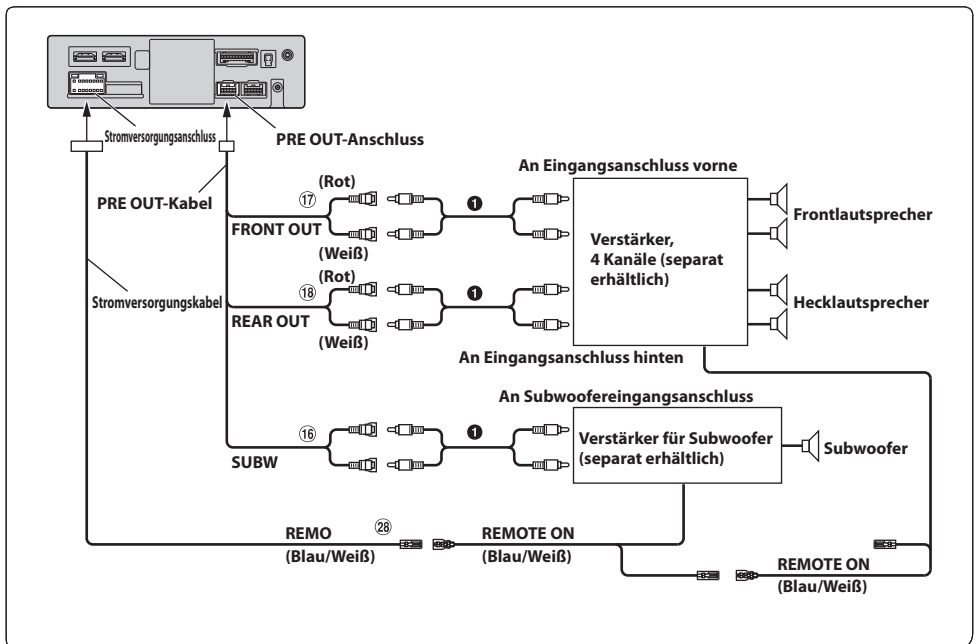 Stromversorgungsanschluss
PRE OUT-Anschluss
An Eingangsanschluss vorne
PRE OUT-Kabel
⑰
(Rot)
FRONT OUT
(Weiß)
❶
Verstärker,
4 Kanäle (separat
erhältlich)
Frontlautsprecher
Stromversorgungskabel
⑱
(Rot)
REAR OUT
(Weiß)
❶
Hecklautsprecher
An Eingangsanschluss hinten
An Subwoofereingangsanschluss
⑯
SUBW
❶
Verstärker für Subwoofer
(separat erhältlich)
Subwoofer
REMO
㉘
(Blau/Weiß)
REMOTE ON
(Blau/Weiß)
REMOTE ON
(Blau/Weiß)